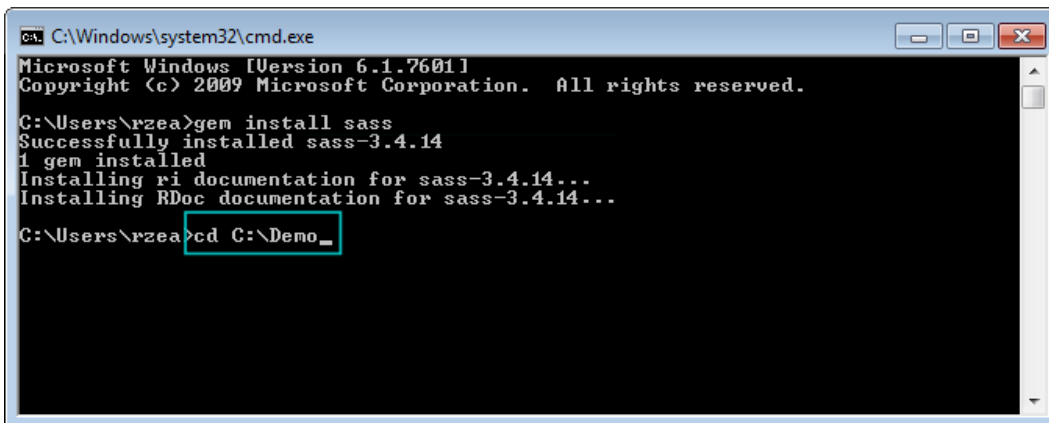 C:\Windows\system32\cmd.exe
Microsoft Windows [Version 6.1.7601]
Copyright (c) 2009 Microsoft Corporation.  All rights reserved.
C:\Users\rzea>gem install sass
Successfully installed sass-3.4.14
1 gem installed
Installing ri documentation for sass-3.4.14...
Installing RDoc documentation for sass-3.4.14...
C:\Users\rzea>cd C:\Demo_